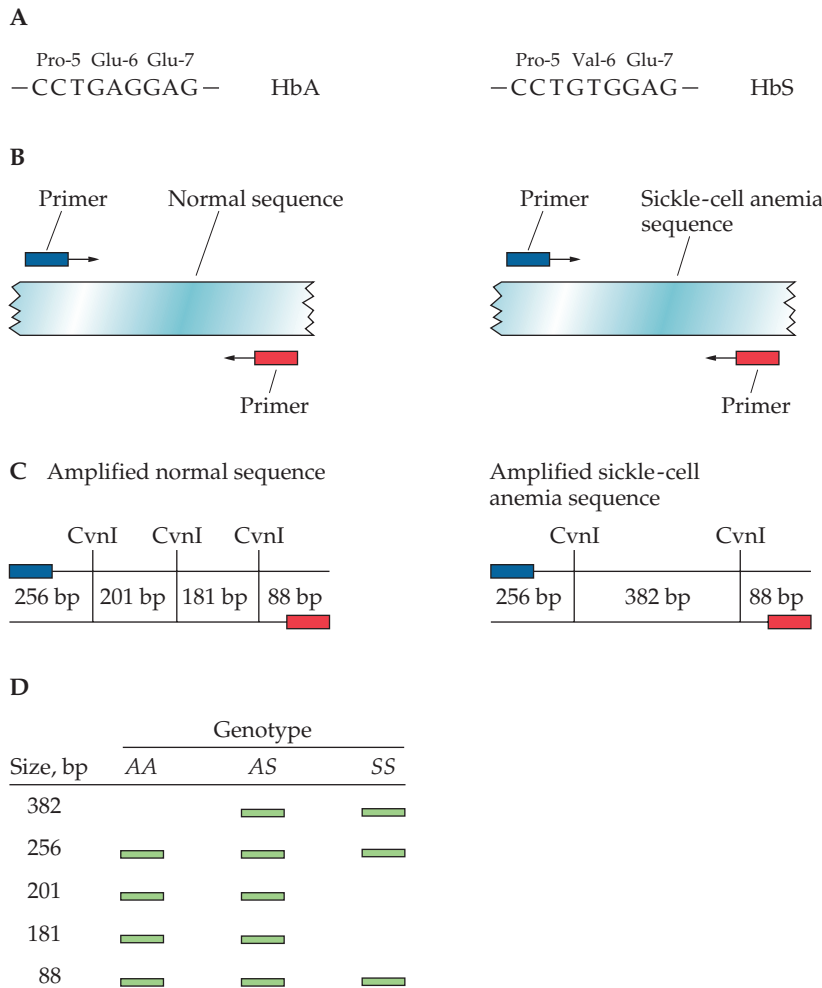 A
Pro-5 Glu-6 Glu-7
—CCTGAGGAG— HbA
Pro-5 Val-6 Glu-7
—CCTGTGGAG— HbS
B
Primer Normal sequence
Primer
Primer Sickle-cell anemia
sequence
Primer
C Amplified normal sequence
CvnI CvnI CvnI
256 bp 201 bp 181 bp 88 bp
Amplified sickle-cell
anemia sequence
CvnI CvnI
256 bp 382 bp 88 bp
D
Genotype
Size, bp AA AS SS
382
256
201
181
88